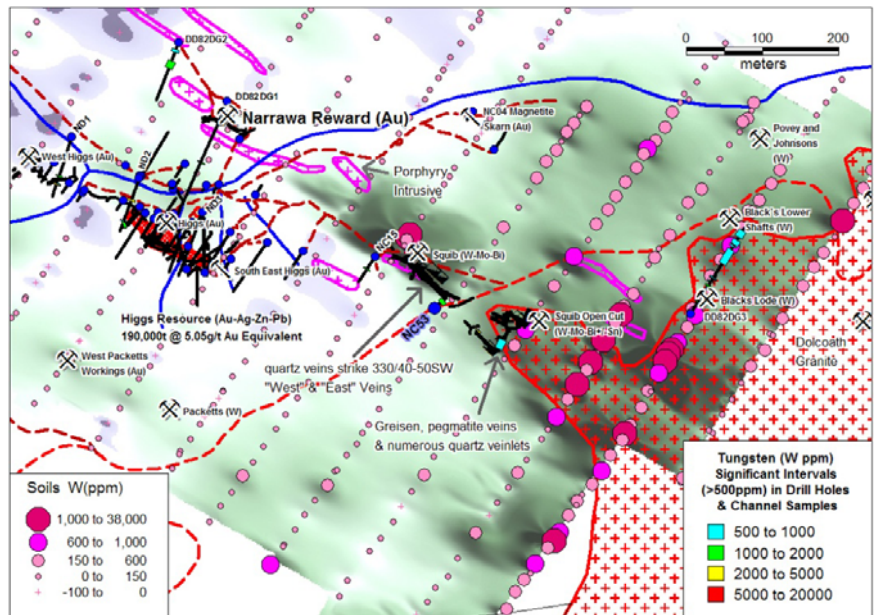 DD82DG2
0 100 200
meters
DD82DG1
Narrawa Reward (Au)
NC04 Magnetite
Skarn (Au)
Povey and
Johnsons
(W)
ND1
West Higgs (Au)
ND2
Porphyry
Intrusive
ND3
Higgs (Au)
Black's Lower
Shafts (W)
NC15
Squib (W-Mo-Bi)
South East Higgs (Au)
Blacks Lode (W)
DD82DG3
Higgs Resource (Au-Ag-Zn-Pb)
190,000t @ 5.05g/t Au Equivalent
NC53
Squib Open Cut
(W-Mo-Bi+/-Sn)
Dolcoath
Granite
West Packetts
Workings (Au)
quartz veins strike 330/40-50SW
"West" & "East" Veins
Packetts (W)
Greisen, pegmatite veins
& numerous quartz veinlets
Soils W(ppm)
1,000 to 38,000
600 to 1,000
150 to 600
0 to 150
-100 to 0
Tungsten (W ppm)
Significant Intervals
(>500ppm) in Drill Holes
& Channel Samples
500 to 1000
1000 to 2000
2000 to 5000
5000 to 20000